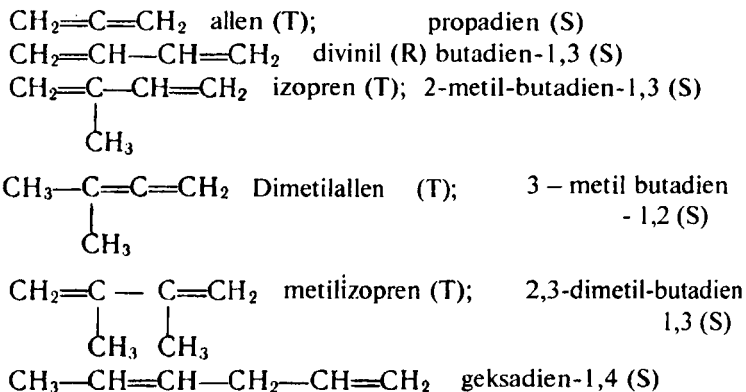 CH₂=C=CH₂ allen (T); propadien (S)
CH₂=CH—CH=CH₂ divinil (R) butadien-1,3 (S)
CH₂=C—CH=CH₂ izopren (T); 2-metil-butadien-1,3 (S)
CH₃
CH₃—C=C=CH₂ Dimetilallen (T); 3 – metil butadien
- 1,2 (S)
CH₃
CH₂=C — C=CH₂ metilizopren (T); 2,3-dimetil-butadien
1,3 (S)
CH₃ CH₃
CH₃—CH=CH—CH₂—CH=CH₂ geksadien-1,4 (S)